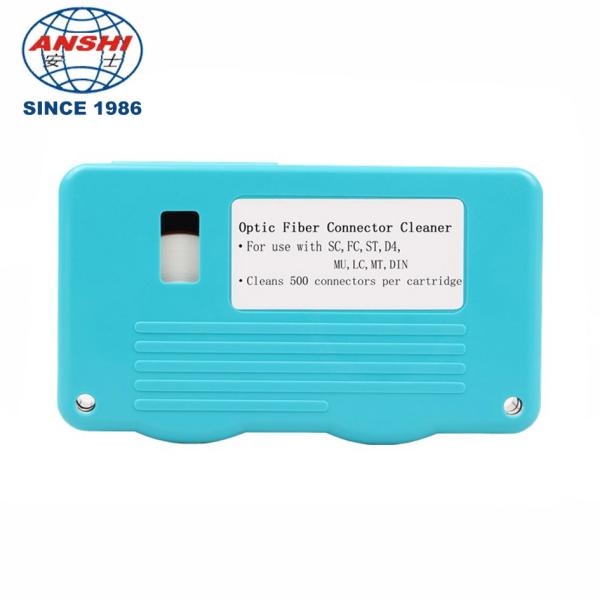 ANSHI
安 士
SINCE 1986
Optic Fiber Connector Cleaner
•For use with SC,FC,ST,D4,
MU,LC,MT,DIN
•Cleans 500 connectors per cartridge